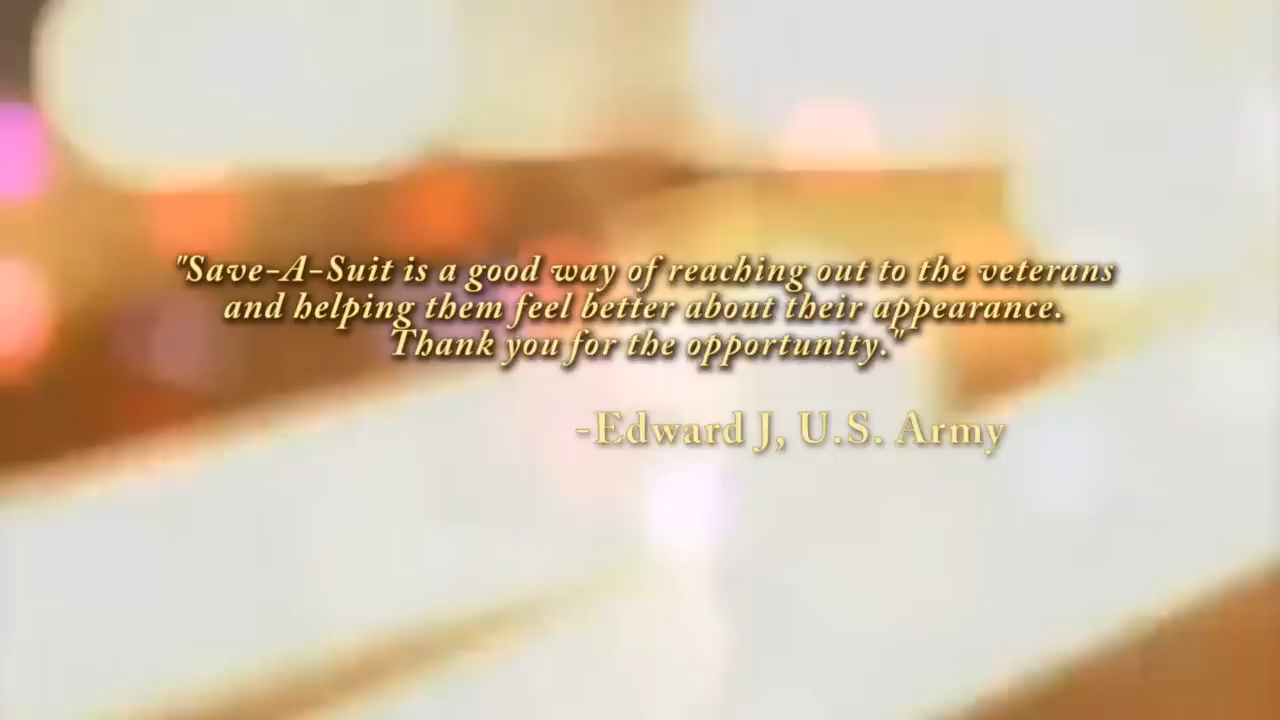 "Save-A-Suit is a good way of reaching out to the veterans
and helping them feel better about their appearance.
Thank you for the opportunity."
-Edward J, U.S. Army